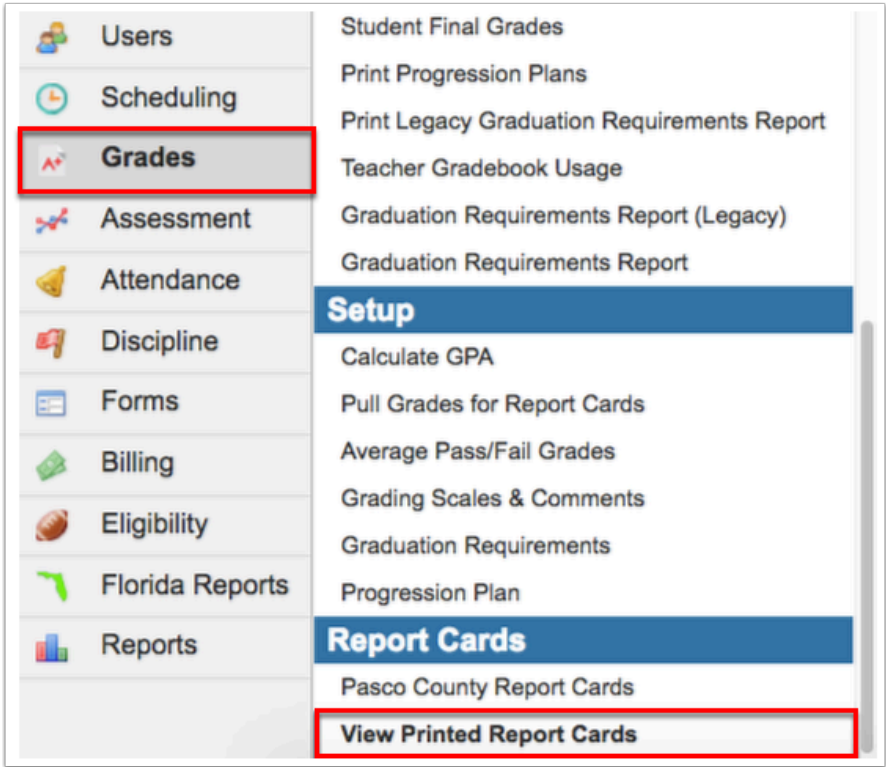 Users
Scheduling
A+
Grades
Assessment
Attendance
Discipline
Forms
Billing
Eligibility
Florida Reports
Reports
Student Final Grades
Print Progression Plans
Print Legacy Graduation Requirements Report
Teacher Gradebook Usage
Graduation Requirements Report (Legacy)
Graduation Requirements Report
Setup
Calculate GPA
Pull Grades for Report Cards
Average Pass/Fail Grades
Grading Scales & Comments
Graduation Requirements
Progression Plan
Report Cards
Pasco County Report Cards
View Printed Report Cards